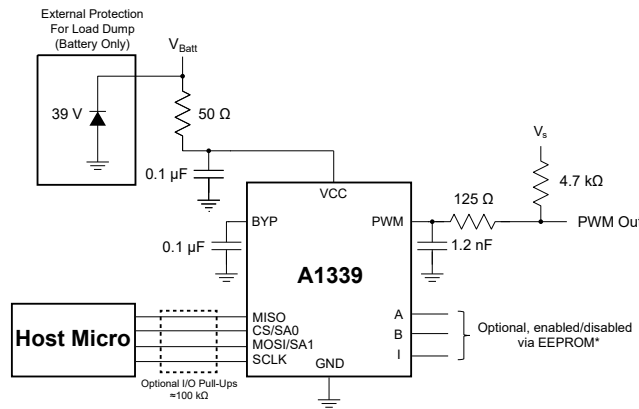 External Protection
For Load Dump
(Battery Only)
VBatt
39 V
50 Ω
0.1 µF
Vs
4.7 kΩ
VCC
125 Ω
BYP
PWM
PWM Out
0.1 µF
1.2 nF
A1339
Host Micro
MISO
CS/SA0
MOSI/SA1
SCLK
A
B
I
Optional, enabled/disabled
via EEPROM*
GND
Optional I/O Pull-Ups
≈100 kΩ